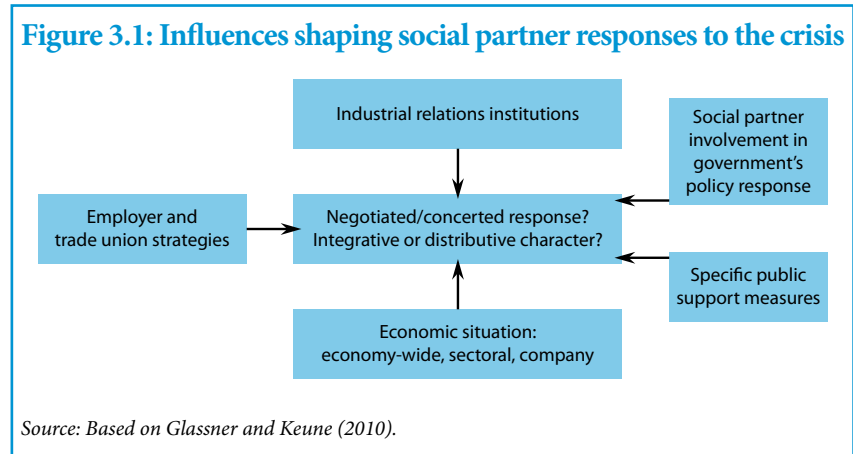 Figure 3.1: Influences shaping social partner responses to the crisis
Industrial relations institutions
Social partner
involvement in
government's
policy response
Employer and
trade union strategies
Negotiated/concerted response?
Integrative or distributive character?
Specific public
support measures
Economic situation:
economy-wide, sectoral, company
Source: Based on Glassner and Keune (2010).